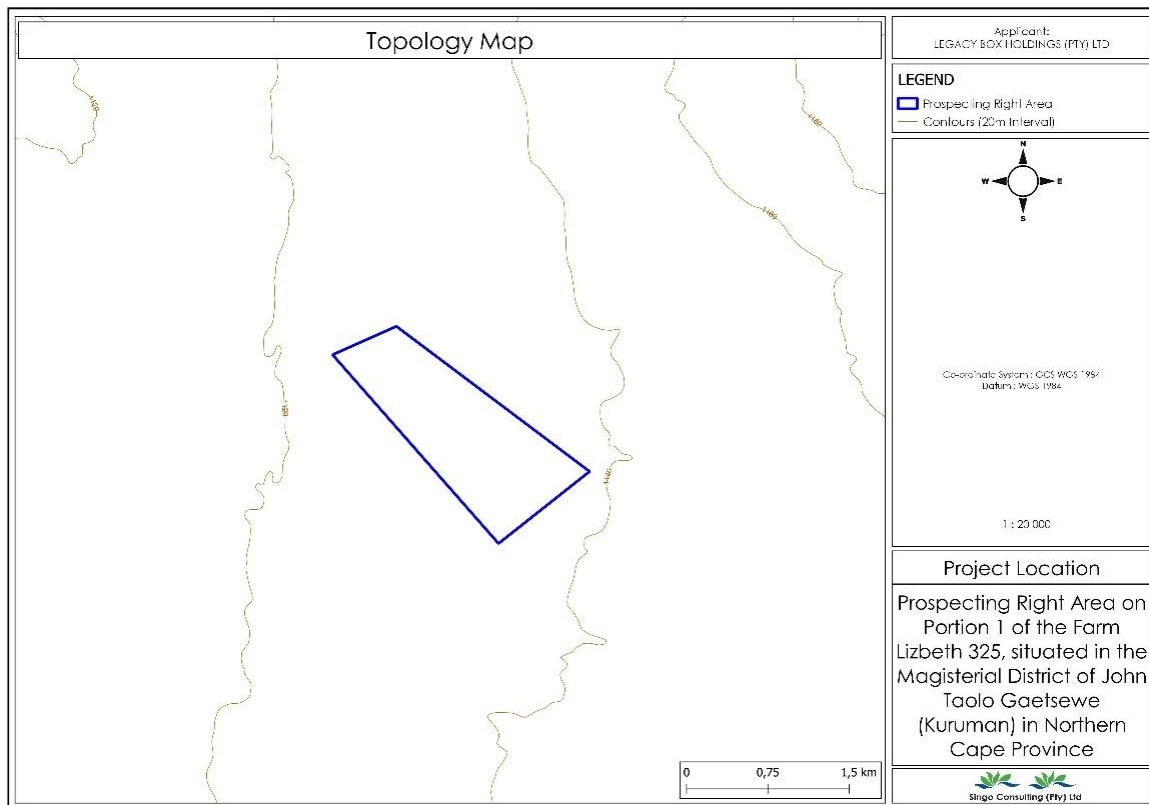 Topology Map
Applicant:
LEGACY BOX HOLDINGS (PTY) LTD
LEGEND
Prospecting Right Area
Contours (20m Interval)
N
W E
S
Co-ordinate System : GCS WGS 1984
Datum : WGS 1984
1 : 20 000
Project Location
Prospecting Right Area on
Portion 1 of the Farm
Lizbeth 325, situated in the
Magisterial District of John
Taolo Gaetsewe
(Kuruman) in Northern
Cape Province
Singo Consulting (Pty) Ltd
0 0,75 1,5 km
1140
1160